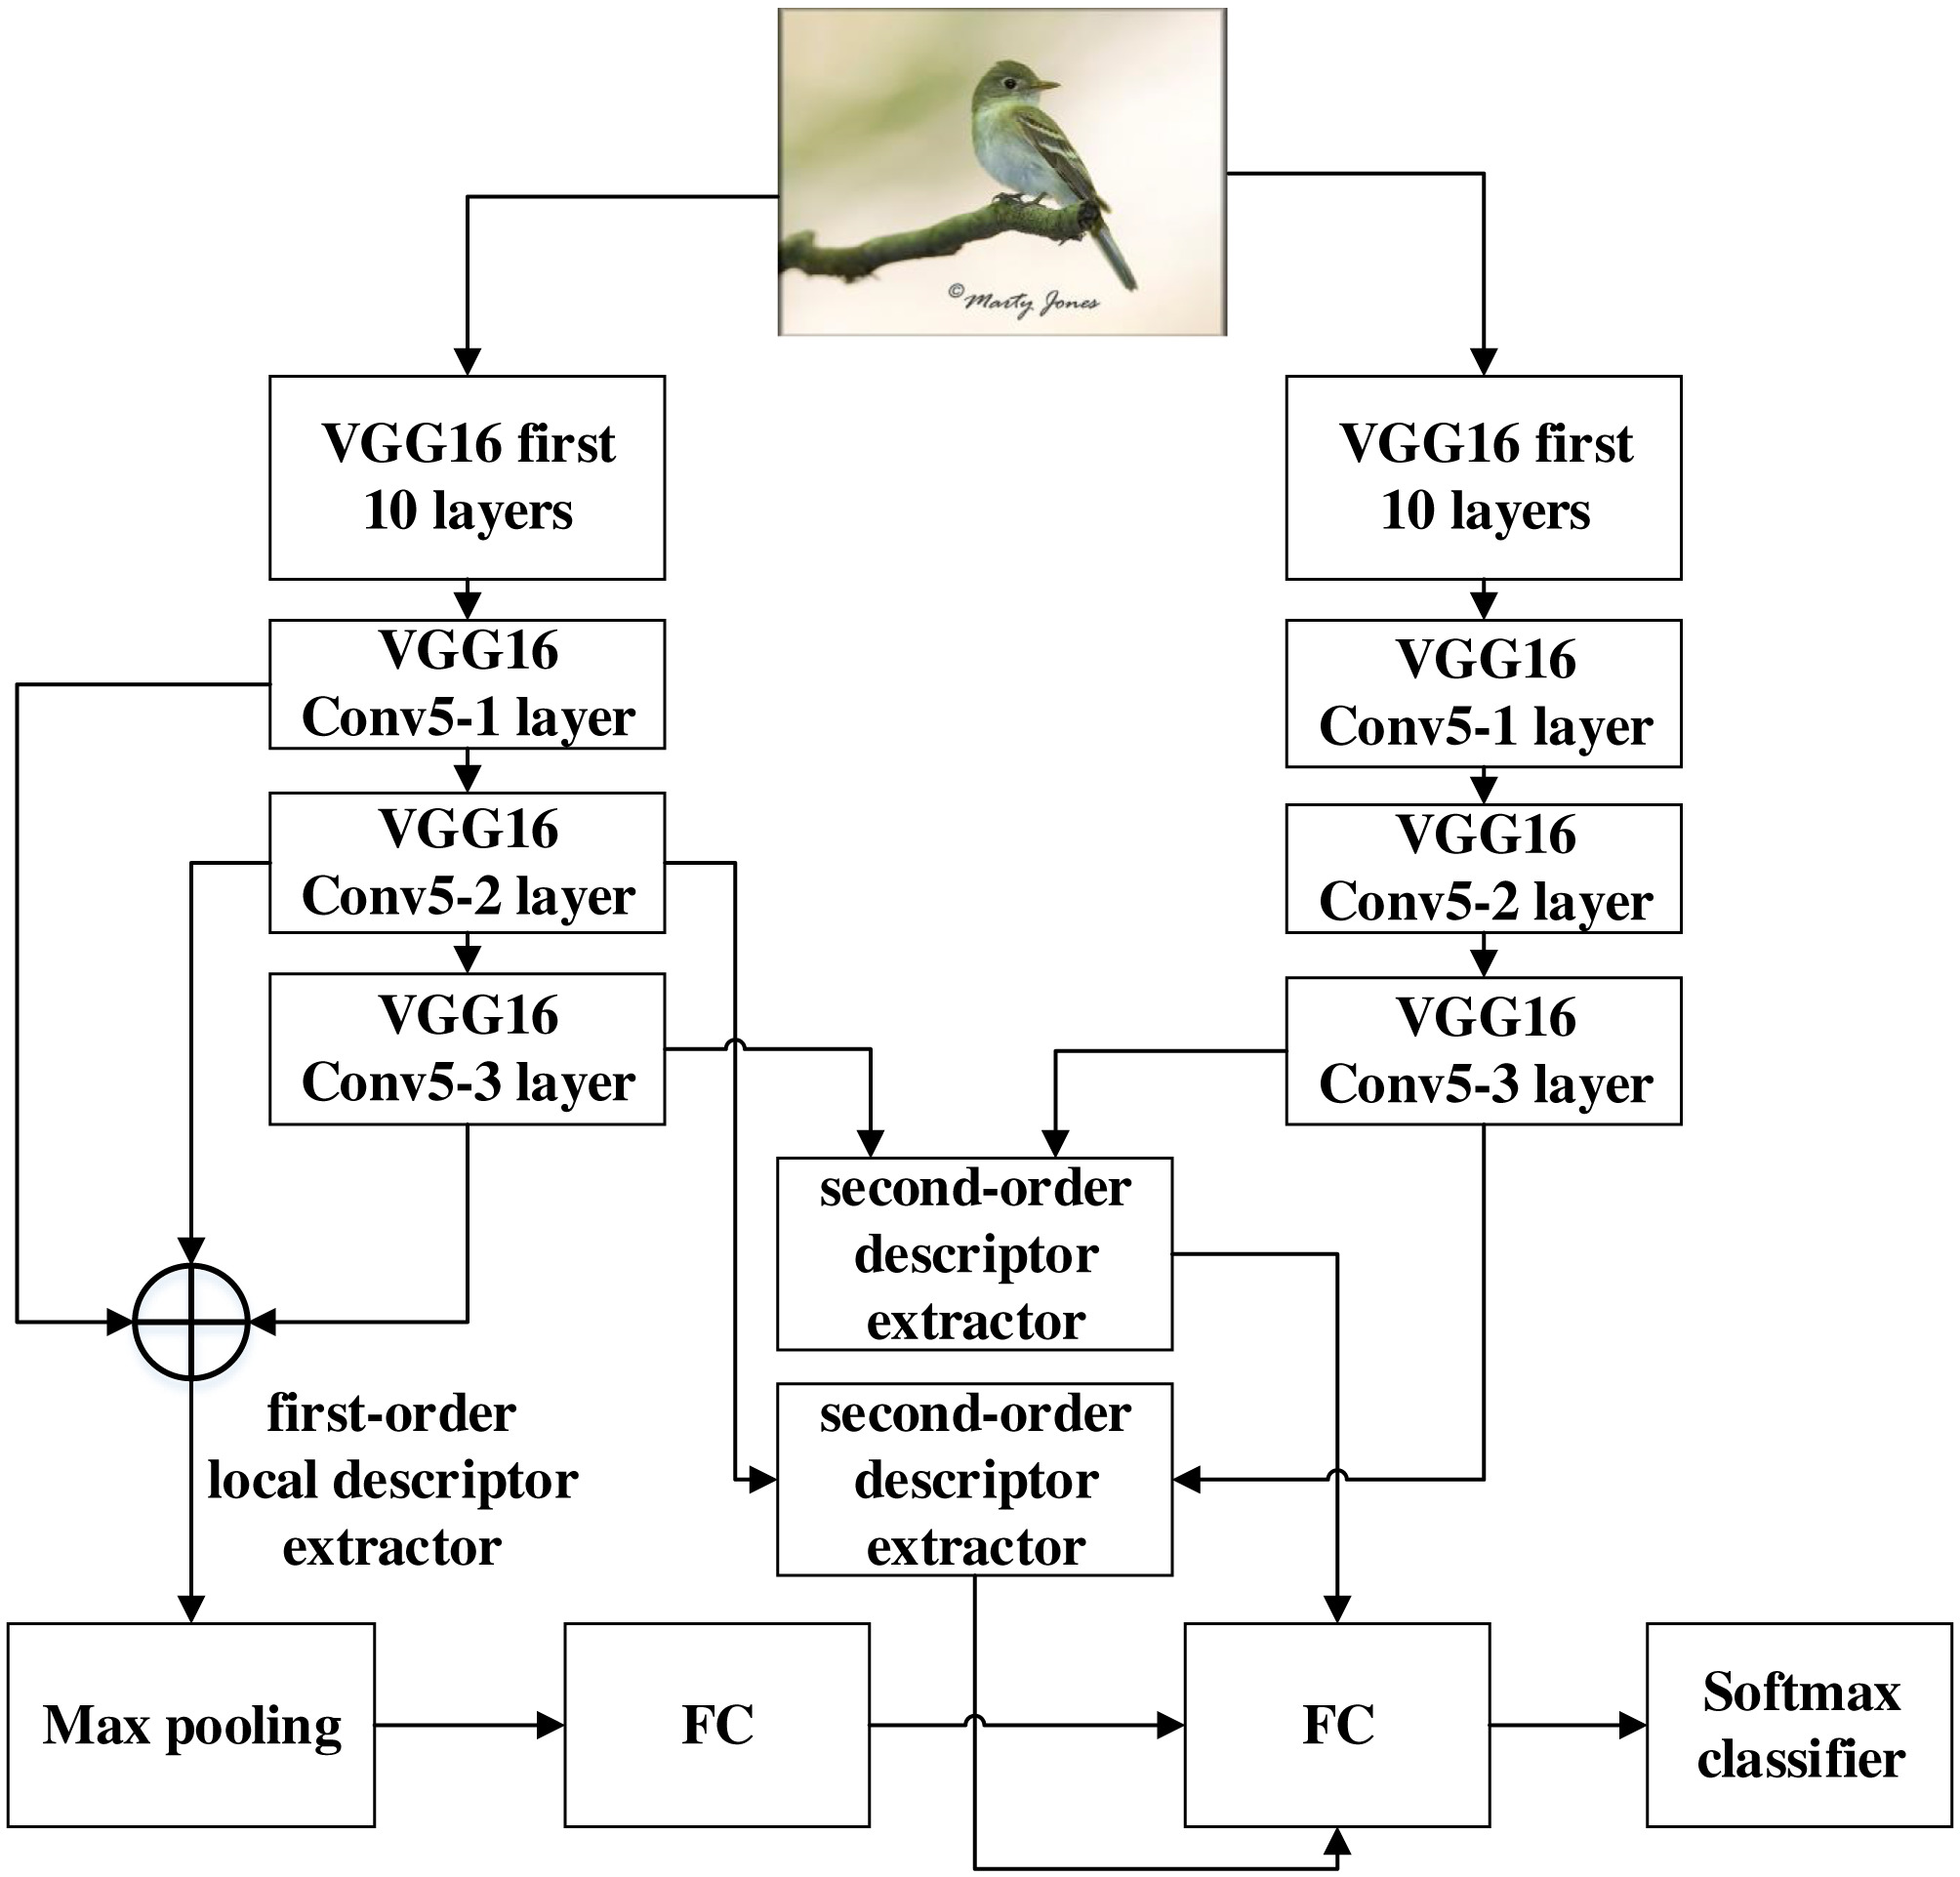 © Marty Jones
VGG16 first
10 layers
VGG16 first
10 layers
VGG16
Conv5-1 layer
VGG16
Conv5-1 layer
VGG16
Conv5-2 layer
VGG16
Conv5-2 layer
VGG16
Conv5-3 layer
VGG16
Conv5-3 layer
second-order
descriptor
extractor
first-order
local descriptor
extractor
second-order
descriptor
extractor
Max pooling
FC
FC
Softmax
classifier